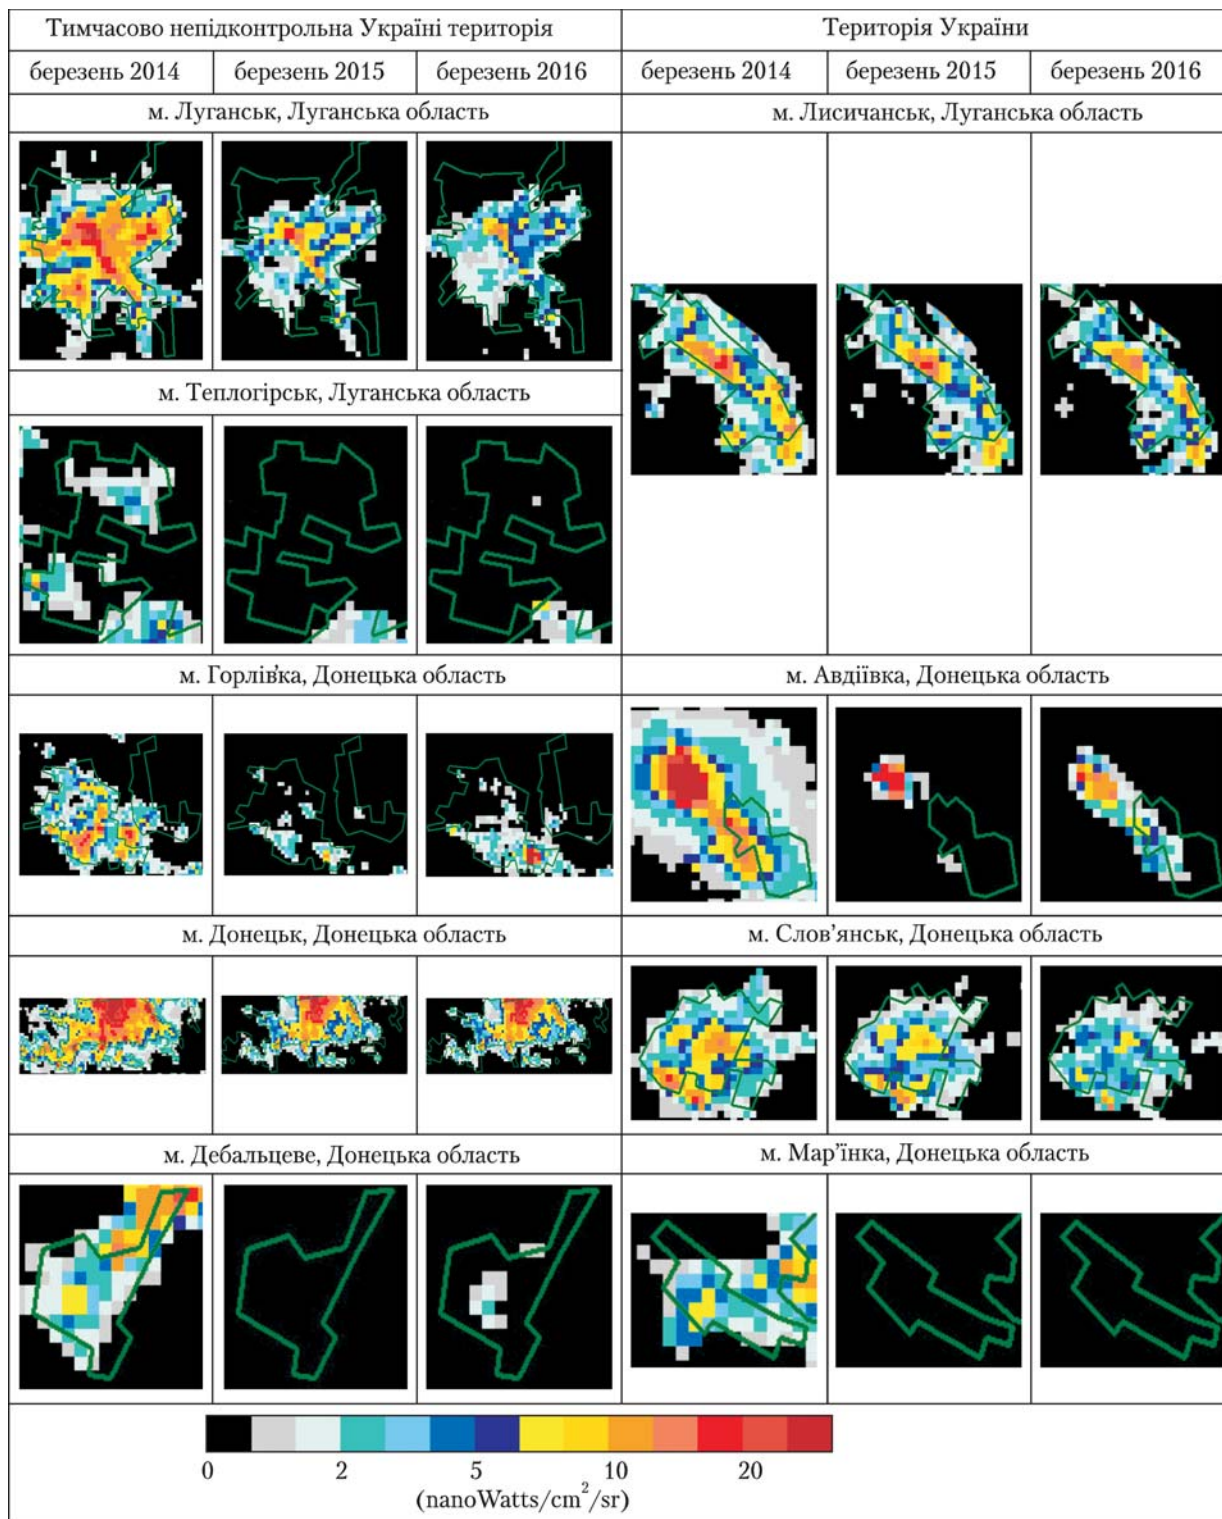 Тимчасово непідконтрольна Україні територія
Територія України
березень 2014
березень 2015
березень 2016
березень 2014
березень 2015
березень 2016
м. Луганськ, Луганська область
м. Лисичанськ, Луганська область
м. Теплогірськ, Луганська область
м. Горлівка, Донецька область
м. Авдіївка, Донецька область
м. Донецьк, Донецька область
м. Слов’янськ, Донецька область
м. Дебальцеве, Донецька область
м. Мар’їнка, Донецька область
0 2 5 10 20
(nanoWatts/cm²/sr)